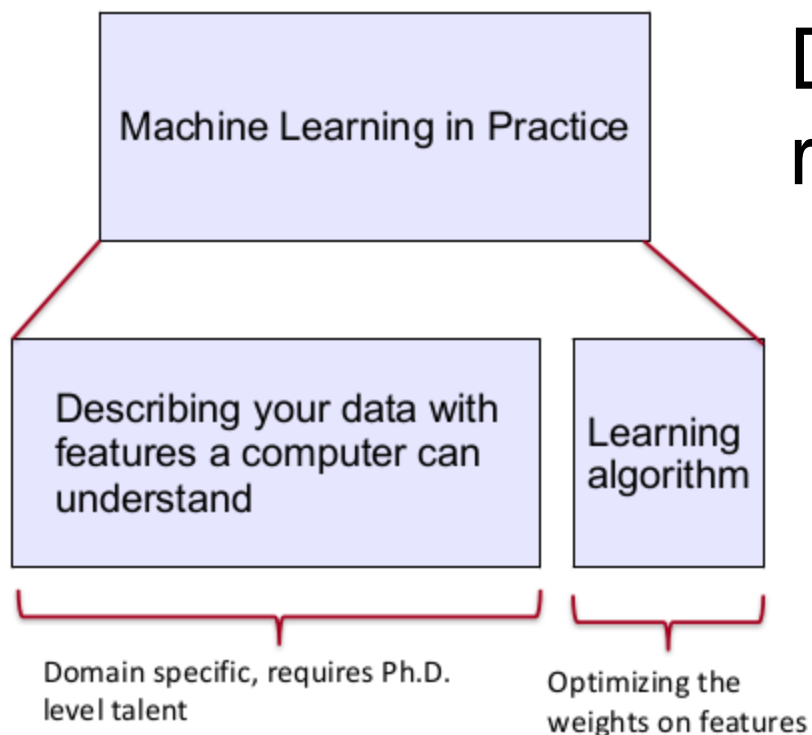 Machine Learning in Practice
Describing your data with
features a computer can
understand
Learning
algorithm
Domain specific, requires Ph.D.
level talent
Optimizing the
weights on features